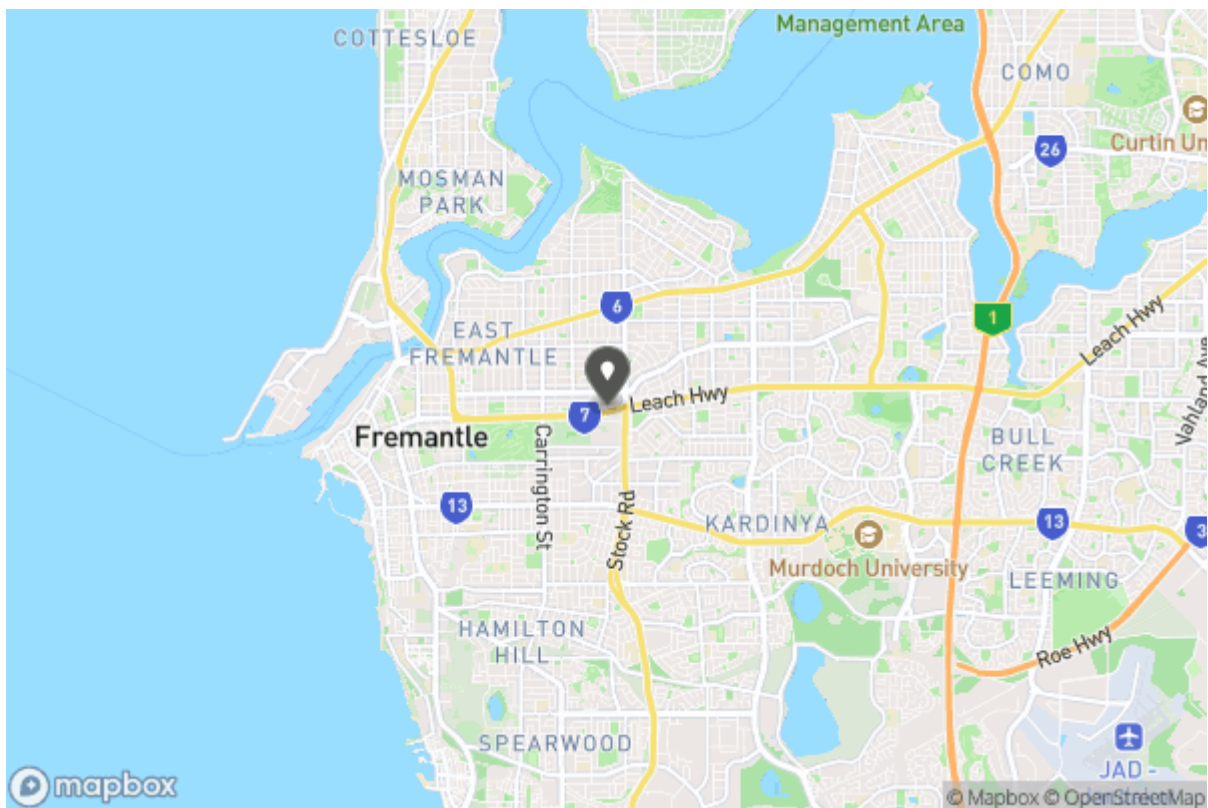 Management Area
COTTESLOE
COMO
Curtin Un
26
MOSMAN
PARK
6
1
EAST
FREMANTLE
Leach Hwy
7
Leach Hwy
Vahland Ave
Fremantle
Carrington St
BULL
CREEK
13
Stock Rd
KARDINYA
13
3
Murdoch University
LEEMING
HAMILTON
HILL
Roe Hwy
SPEARWOOD
JAD -
mapbox
© Mapbox © OpenStreetMap